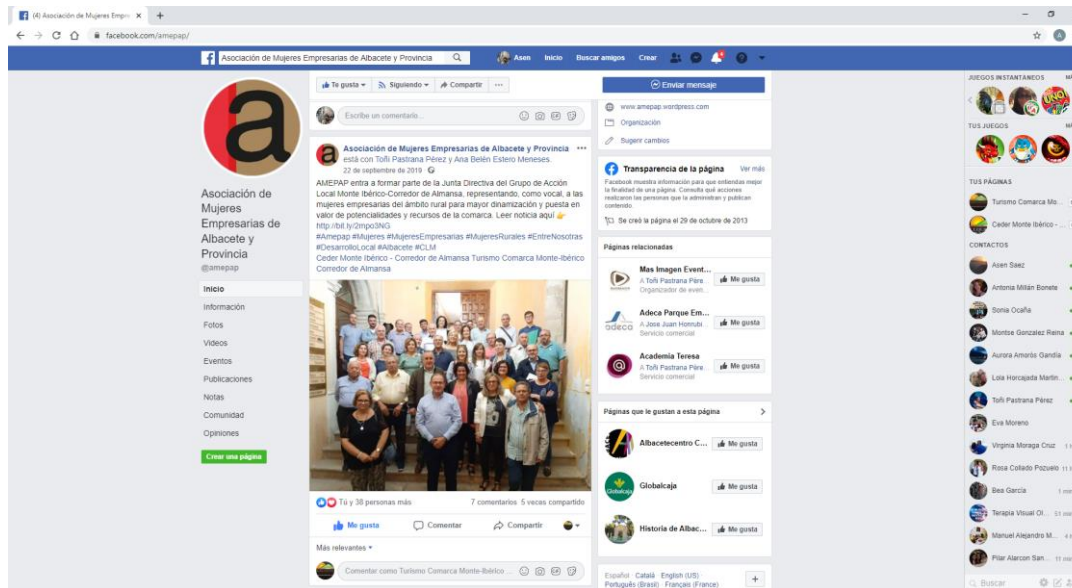 (4) Asociación de Mujeres Empre
facebook.com/amepap/
Asociación de Mujeres Empresarias de Albacete y Provincia
Asen Inicio Buscar amigos Crear
Asociación de
Mujeres
Empresarias de
Albacete y
Provincia
@amepap
Inicio
Información
Fotos
Videos
Eventos
Publicaciones
Notas
Comunidad
Opiniones
Crear una página
Te gusta Siguiendo Compartir ...
Escribe un comentario...
Asociación de Mujeres Empresarias de Albacete y Provincia ...
está con Toñi Pastrana Pérez y Ana Belén Estero Meneses.
22 de septiembre de 2019
AMEPAP entra a formar parte de la Junta Directiva del Grupo de Acción
Local Monte Ibérico-Corredor de Almansa, representando, como vocal, a las
mujeres empresarias del ámbito rural para mayor dinamización y puesta en
valor de potencialidades y recursos de la comarca. Leer noticia aquí 👉
http://bit.ly/2mpo3NG
#Amepap #Mujeres #MujeresEmpresarias #MujeresRurales #EntreNosotras
#DesarrolloLocal #Albacete #CLM
Ceder Monte Ibérico - Corredor de Almansa Turismo Comarca Monte-Ibérico
Corredor de Almansa
Tú y 38 personas más 7 comentarios 5 veces compartido
Me gusta Comentar Compartir
Más relevantes
Comentar como Turismo Comarca Monte-Ibérico ...
Enviar mensaje
www.amepap.wordpress.com
Organización
Sugerir cambios
Transparencia de la página Ver más
Facebook muestra información para que entiendas mejor
la finalidad de una página. Consulta qué acciones
realizaron las personas que la administran y publican
contenido.
Se creó la página el 29 de octubre de 2013
Páginas relacionadas
Mas Imagen Event...
A Toñi Pastrana Pére...
Organizador de even...
Me gusta
Adeca Parque Em...
A Jose Juan Honrubi...
Servicio comercial
Me gusta
adeca
Academia Teresa
A Toñi Pastrana Pére...
Servicio comercial
Me gusta
Páginas que le gustan a esta página
Albacetecentro C... Me gusta
Globalcaja Me gusta
Globalcaja
Historia de Albac... Me gusta
Español · Català · English (US) ·
Português (Brasil) · Français (France)
JUEGOS INSTANTÁNEOS
UNO
TUS JUEGOS
TUS PÁGINAS
Turismo Comarca Mo...
Ceder Monte Ibérico - ...
CONTACTOS
Asen Saez
Antonia Millán Bonete
Sonia Ocaña
Montse Gonzalez Reina
Aurora Amorós Gandía
Lola Horcajada Martin...
Toñi Pastrana Pérez
Eva Moreno
Virginia Moraga Cruz
Rosa Collado Pozuelo
Bea García
Terapia Visual Ol...
Manuel Alejandro M...
Pilar Alarcon San...
Buscar